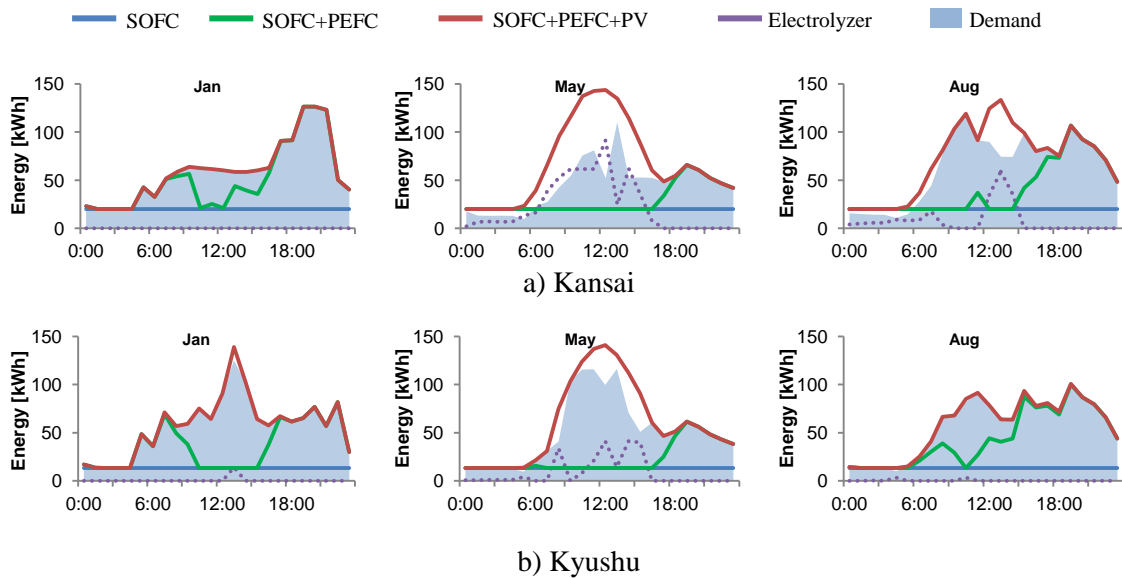 SOFC SOFC+PEFC SOFC+PEFC+PV Electrolyzer Demand
Jan May Aug
Energy [kWh] Energy [kWh] Energy [kWh]
150 150 150
100 100 100
50 50 50
0 0 0
0:00 6:00 12:00 18:00 0:00 6:00 12:00 18:00 0:00 6:00 12:00 18:00
a) Kansai
Jan May Aug
Energy [kWh] Energy [kWh] Energy [kWh]
150 150 150
100 100 100
50 50 50
0 0 0
0:00 6:00 12:00 18:00 0:00 6:00 12:00 18:00 0:00 6:00 12:00 18:00
b) Kyushu